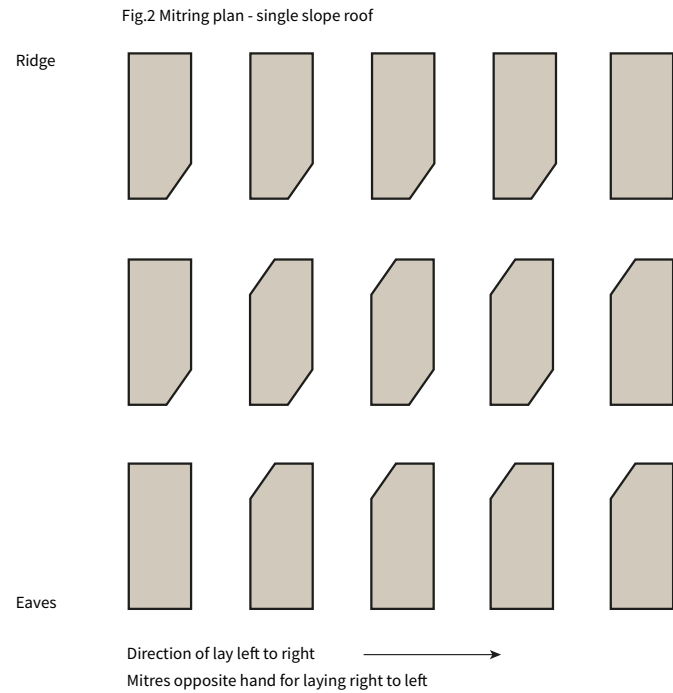 Fig.2 Mitring plan - single slope roof
Ridge
Eaves
Direction of lay left to right
Mitres opposite hand for laying right to left